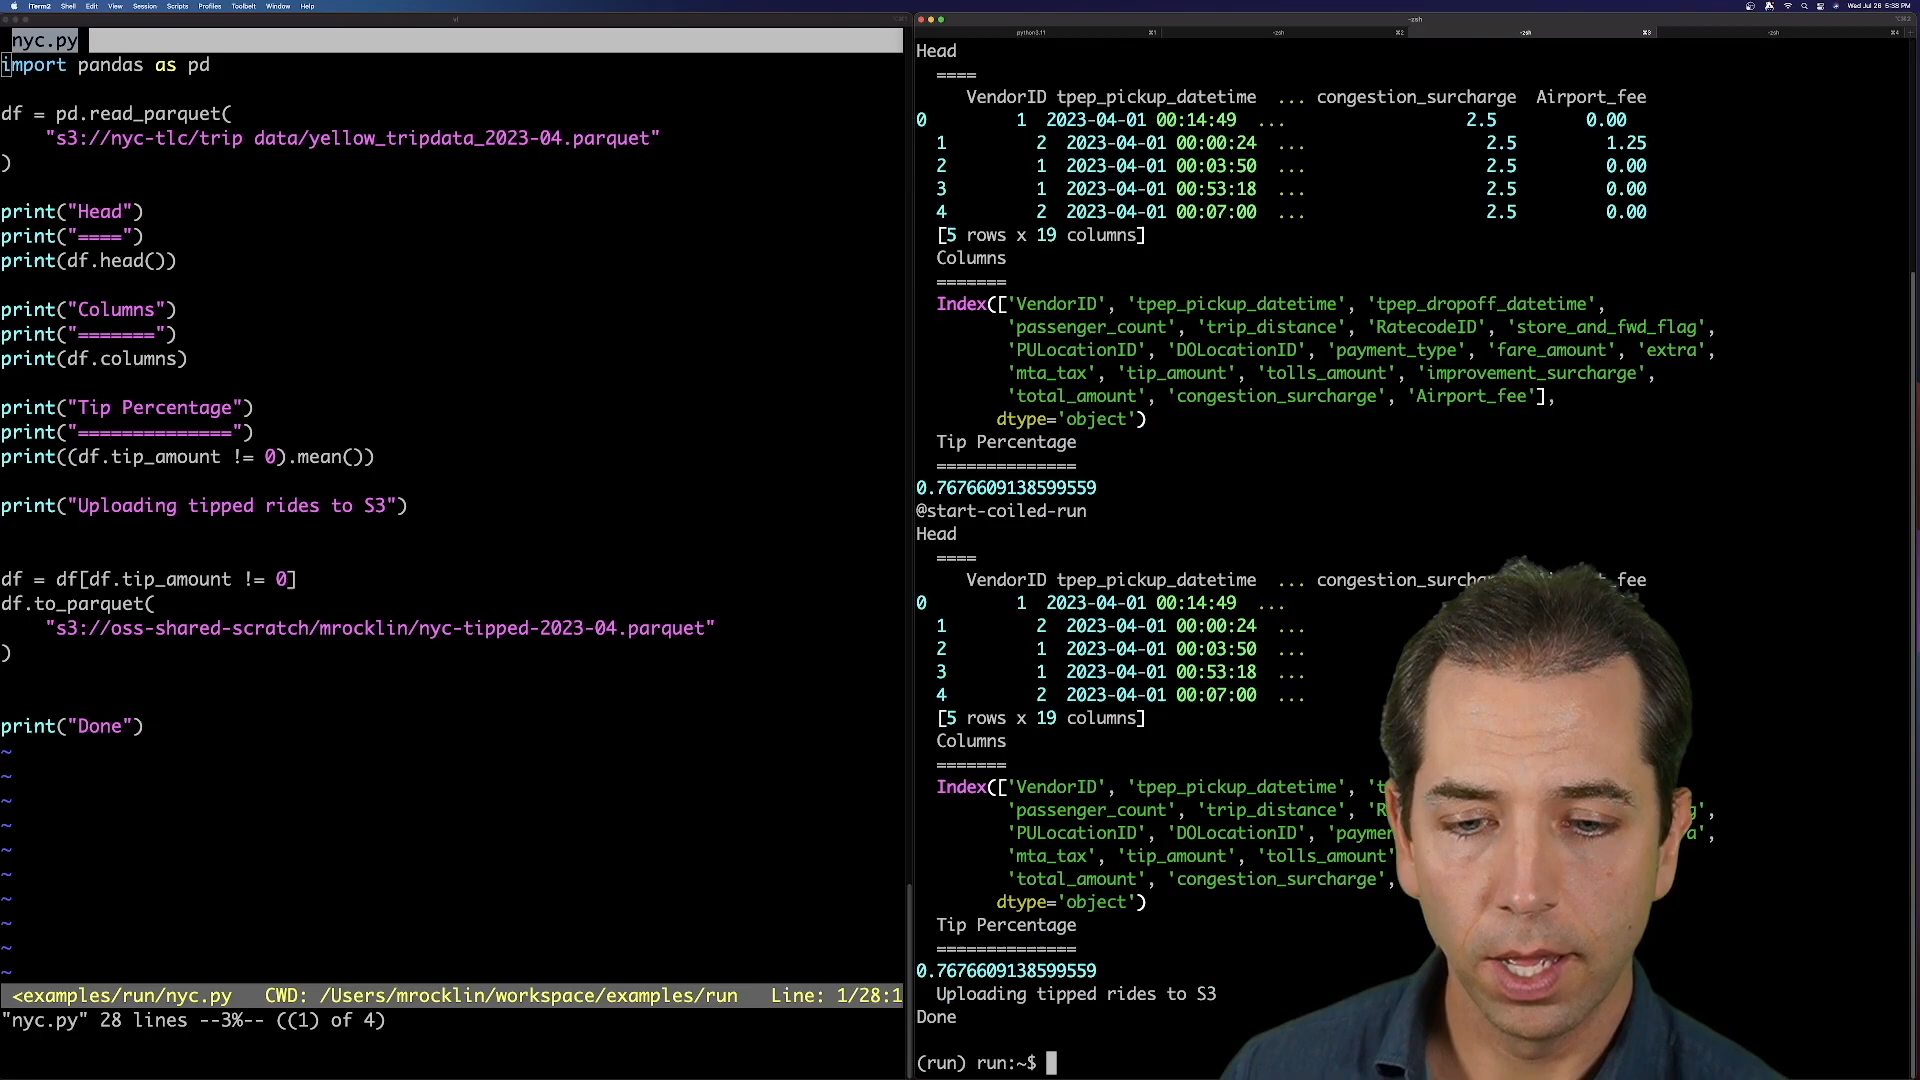 iTerm2 Shell Edit View Session Scripts Profiles Toolbelt Window Help
Wed Jul 26 5:38 PM
nyc.py
import pandas as pd
df = pd.read_parquet(
"s3://nyc-tlc/trip data/yellow_tripdata_2023-04.parquet"
)
print("Head")
print("====")
print(df.head())
print("Columns")
print("=======")
print(df.columns)
print("Tip Percentage")
print("==============")
print((df.tip_amount != 0).mean())
print("Uploading tipped rides to S3")
df = df[df.tip_amount != 0]
df.to_parquet(
"s3://oss-shared-scratch/mrocklin/nyc-tipped-2023-04.parquet"
)
print("Done")
~
~
~
~
~
~
~
~
~
~
<examples/run/nyc.py CWD: /Users/mrocklin/workspace/examples/run Line: 1/28:1
"nyc.py" 28 lines --3%-- ((1) of 4)
-zsh
python3.11 ⌘1 -zsh ⌘2 -zsh ⌘3 -zsh ⌘4
Head
====
VendorID tpep_pickup_datetime ... congestion_surcharge Airport_fee
0 1 2023-04-01 00:14:49 ... 2.5 0.00
1 2 2023-04-01 00:00:24 ... 2.5 1.25
2 1 2023-04-01 00:03:50 ... 2.5 0.00
3 1 2023-04-01 00:53:18 ... 2.5 0.00
4 2 2023-04-01 00:07:00 ... 2.5 0.00
[5 rows x 19 columns]
Columns
=======
Index(['VendorID', 'tpep_pickup_datetime', 'tpep_dropoff_datetime',
'passenger_count', 'trip_distance', 'RatecodeID', 'store_and_fwd_flag',
'PULocationID', 'DOLocationID', 'payment_type', 'fare_amount', 'extra',
'mta_tax', 'tip_amount', 'tolls_amount', 'improvement_surcharge',
'total_amount', 'congestion_surcharge', 'Airport_fee'],
dtype='object')
Tip Percentage
==============
0.7676609138599559
@start-coiled-run
Head
====
VendorID tpep_pickup_datetime ... congestion_surcha t_fee
0 1 2023-04-01 00:14:49 ...
1 2 2023-04-01 00:00:24 ...
2 1 2023-04-01 00:03:50 ...
3 1 2023-04-01 00:53:18 ...
4 2 2023-04-01 00:07:00 ...
[5 rows x 19 columns]
Columns
=======
Index(['VendorID', 'tpep_pickup_datetime', 't
'passenger_count', 'trip_distance', 'R g',
'PULocationID', 'DOLocationID', 'paymen a',
'mta_tax', 'tip_amount', 'tolls_amount'
'total_amount', 'congestion_surcharge',
dtype='object')
Tip Percentage
==============
0.7676609138599559
Uploading tipped rides to S3
Done
(run) run:~$